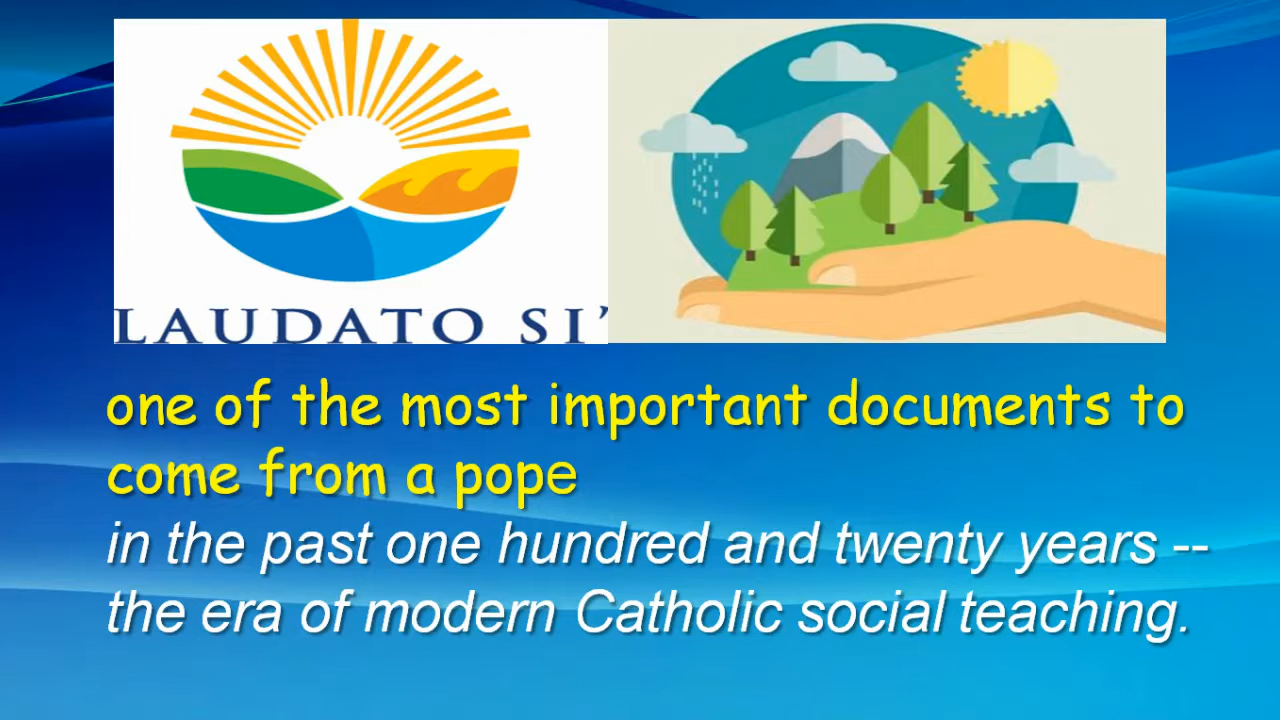 LAUDATO SI'
one of the most important documents to
come from a pope
in the past one hundred and twenty years --
the era of modern Catholic social teaching.